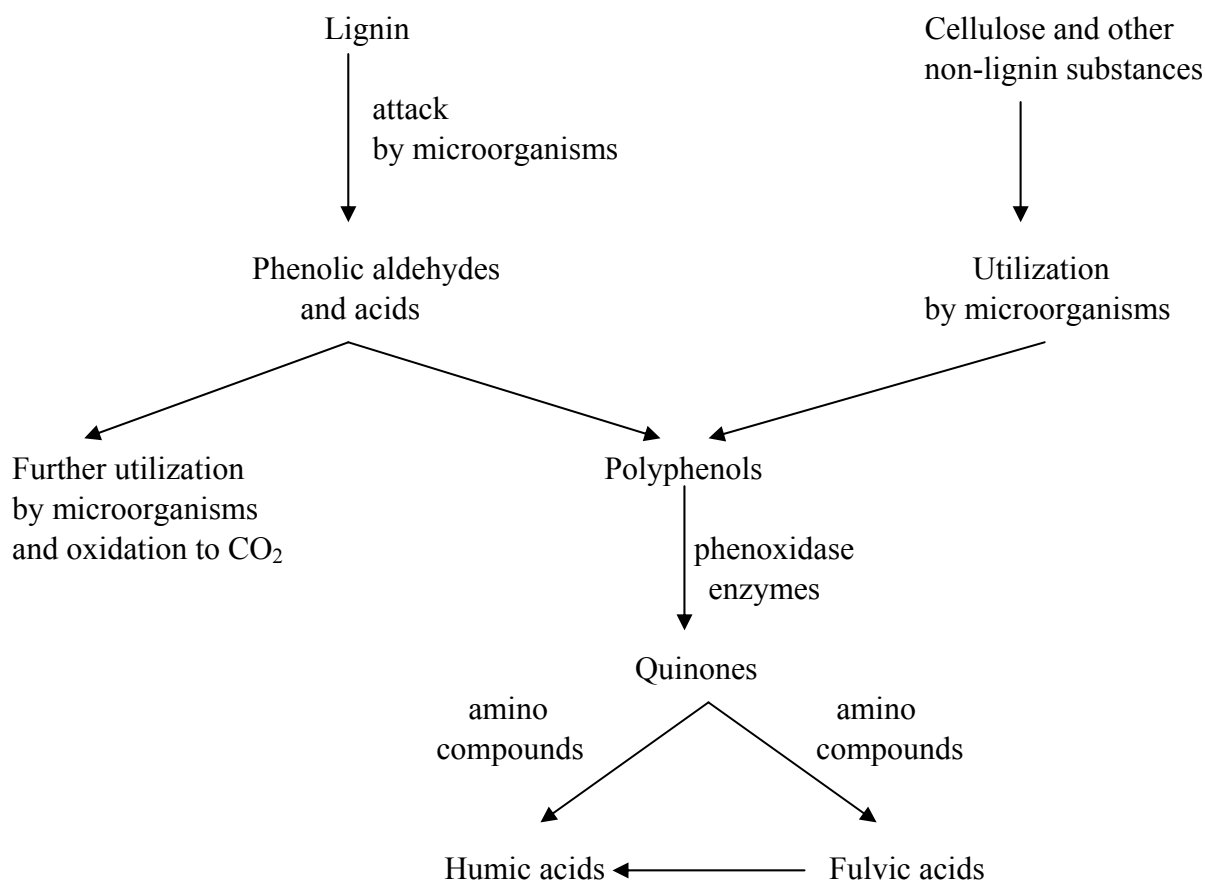 Lignin
Cellulose and other
non-lignin substances
attack
by microorganisms
Phenolic aldehydes
and acids
Utilization
by microorganisms
Further utilization
by microorganisms
and oxidation to CO₂
Polyphenols
phenoxidase
enzymes
Quinones
amino
compounds
amino
compounds
Humic acids
Fulvic acids